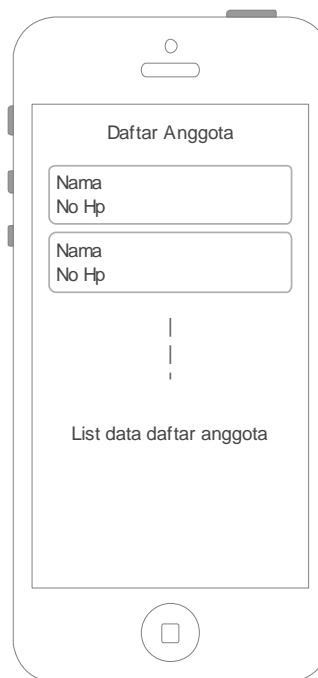 Daftar Anggota
Nama
No Hp
Nama
No Hp
List data daftar anggota